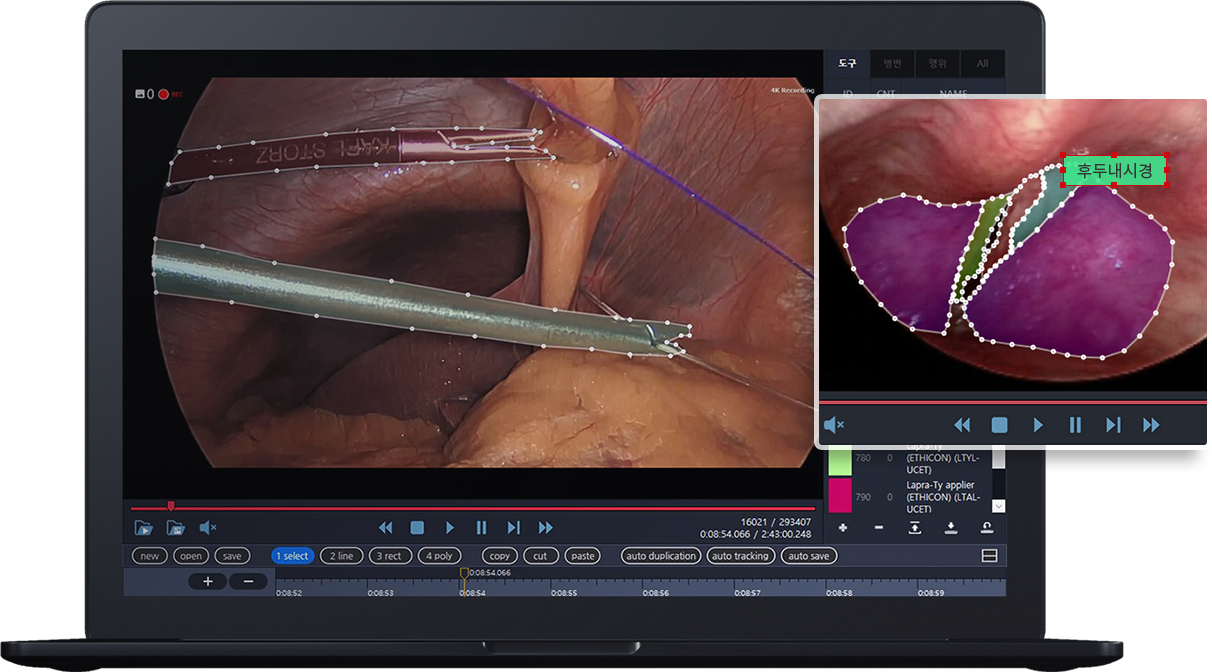 0
REC
4K Recording
KARL STORZ
도구
병변
행위
All
ID
CNT
NAME
후두내시경
780
0
Lapra-Ty
(ETHICON) (LTYL-
UCET)
790
0
Lapra-Ty applier
(ETHICON) (LTAL-
UCET)
16021 / 293407
0:08:54.066 / 2:43:00.248
new
open
save
1 select
2 line
3 rect
4 poly
copy
cut
paste
auto duplication
auto tracking
auto save
+
−
0:08:54.066
0:08:52
0:08:53
0:08:54
0:08:55
0:08:56
0:08:57
0:08:58
0:08:59